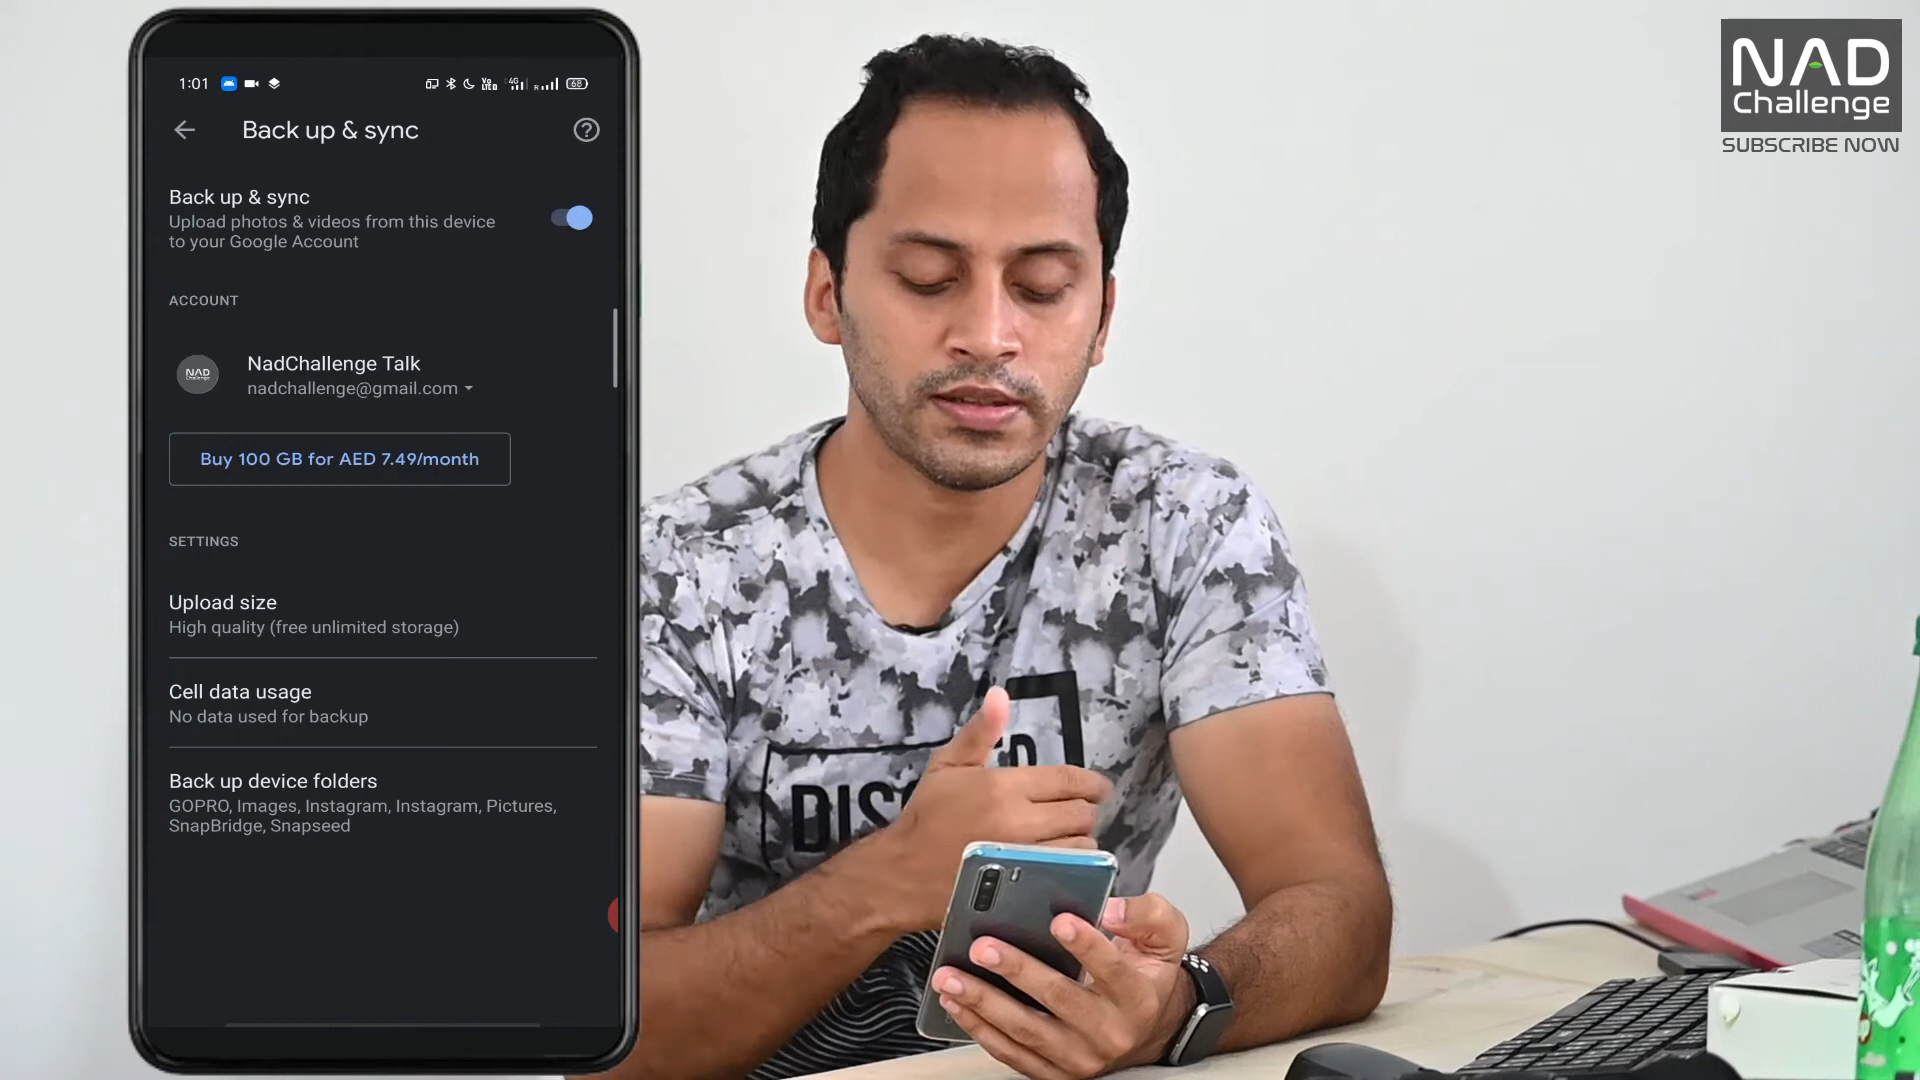 1:01
68
Back up & sync
Back up & sync
Upload photos & videos from this device
to your Google Account
ACCOUNT
NAD
Challenge
NadChallenge Talk
nadchallenge@gmail.com
Buy 100 GB for AED 7.49/month
SETTINGS
Upload size
High quality (free unlimited storage)
Cell data usage
No data used for backup
Back up device folders
GOPRO, Images, Instagram, Instagram, Pictures,
SnapBridge, Snapseed
NAD
Challenge
SUBSCRIBE NOW